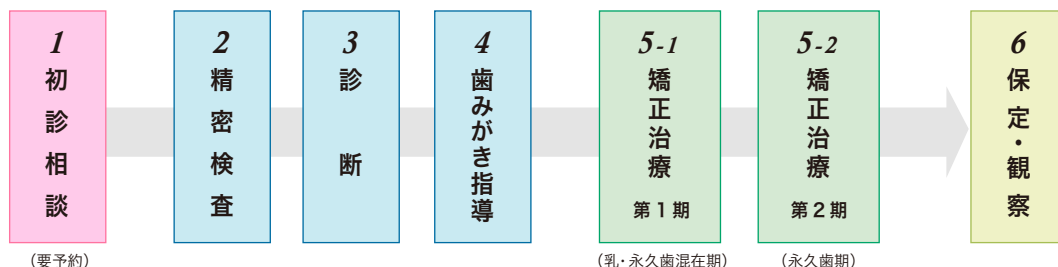 1
初診相談
(要予約)
2
精密検査
3
診断
4
歯みがき指導
5-1
矯正治療
第1期
(乳・永久歯混在期)
5-2
矯正治療
第2期
(永久歯期)
6
保定・観察